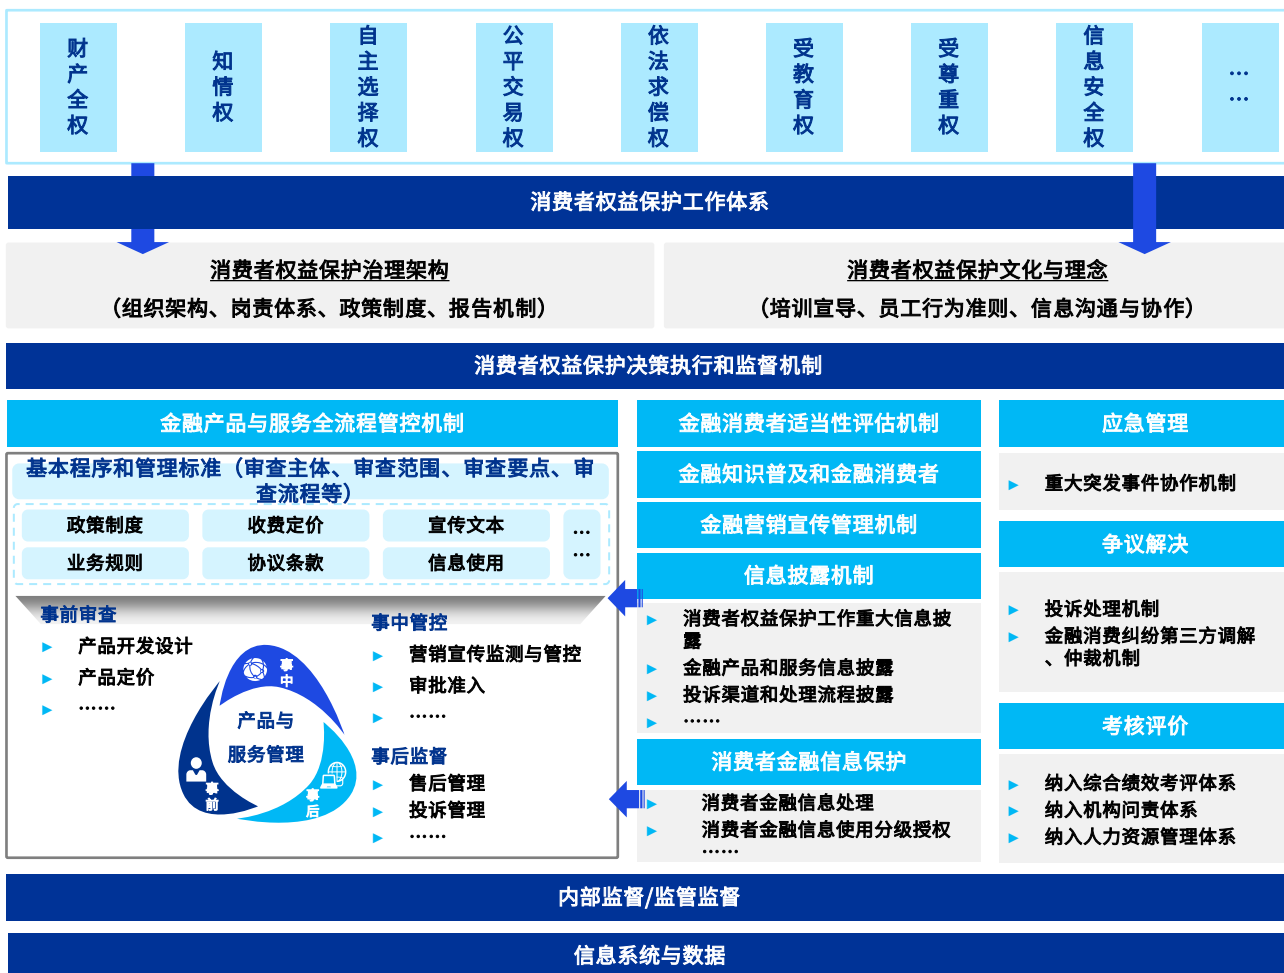 财产全权
知情权
自主选择权
公平交易权
依法求偿权
受教育权
受尊重权
信息安全权
…
…
消费者权益保护工作体系
消费者权益保护治理架构
（组织架构、岗责体系、政策制度、报告机制）
消费者权益保护文化与理念
（培训宣导、员工行为准则、信息沟通与协作）
消费者权益保护决策执行和监督机制
金融产品与服务全流程管控机制
基本程序和管理标准（审查主体、审查范围、审查要点、审
查流程等）
政策制度
收费定价
宣传文本
…
…
业务规则
协议条款
信息使用
事前审查
产品开发设计
产品定价
……
事中管控
营销宣传监测与管控
审批准入
……
事后监督
售后管理
投诉管理
……
事中
产品与
服务管理
事前
事后
金融消费者适当性评估机制
金融知识普及和金融消费者
金融营销宣传管理机制
信息披露机制
消费者权益保护工作重大信息披
露
金融产品和服务信息披露
投诉渠道和处理流程披露
……
消费者金融信息保护
消费者金融信息处理
消费者金融信息使用分级授权
……
应急管理
重大突发事件协作机制
争议解决
投诉处理机制
金融消费纠纷第三方调解
、仲裁机制
考核评价
纳入综合绩效考评体系
纳入机构问责体系
纳入人力资源管理体系
内部监督/监管监督
信息系统与数据